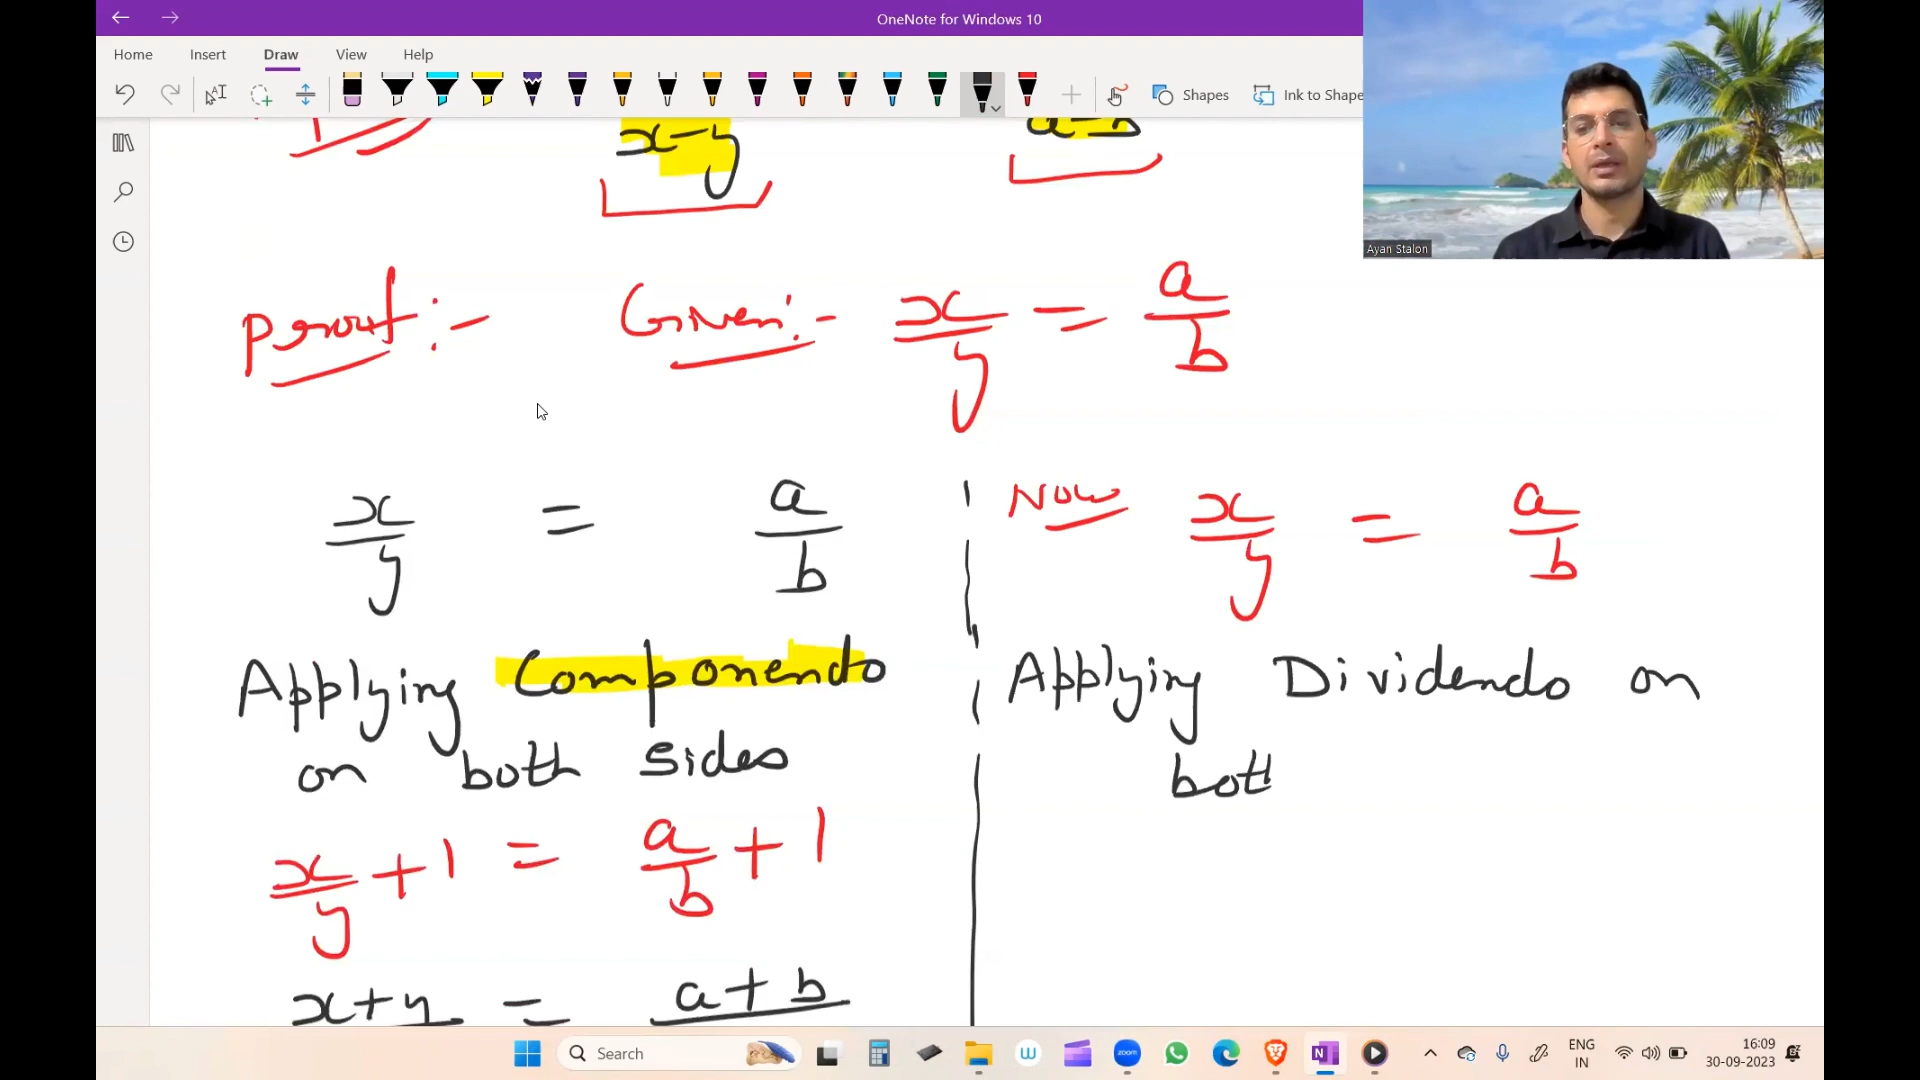 OneNote for Windows 10
Home Insert Draw View Help
Shapes Ink to Shape
x-y
Ayan Stalon
Proof:- Given:- x/y = a/b
x/y = a/b
Now x/y = a/b
Applying Componendo
on both sides
Applying Dividendo on
both
x/y + 1 = a/b + 1
x+y = a+b
Search
ENG
IN
16:09
30-09-2023